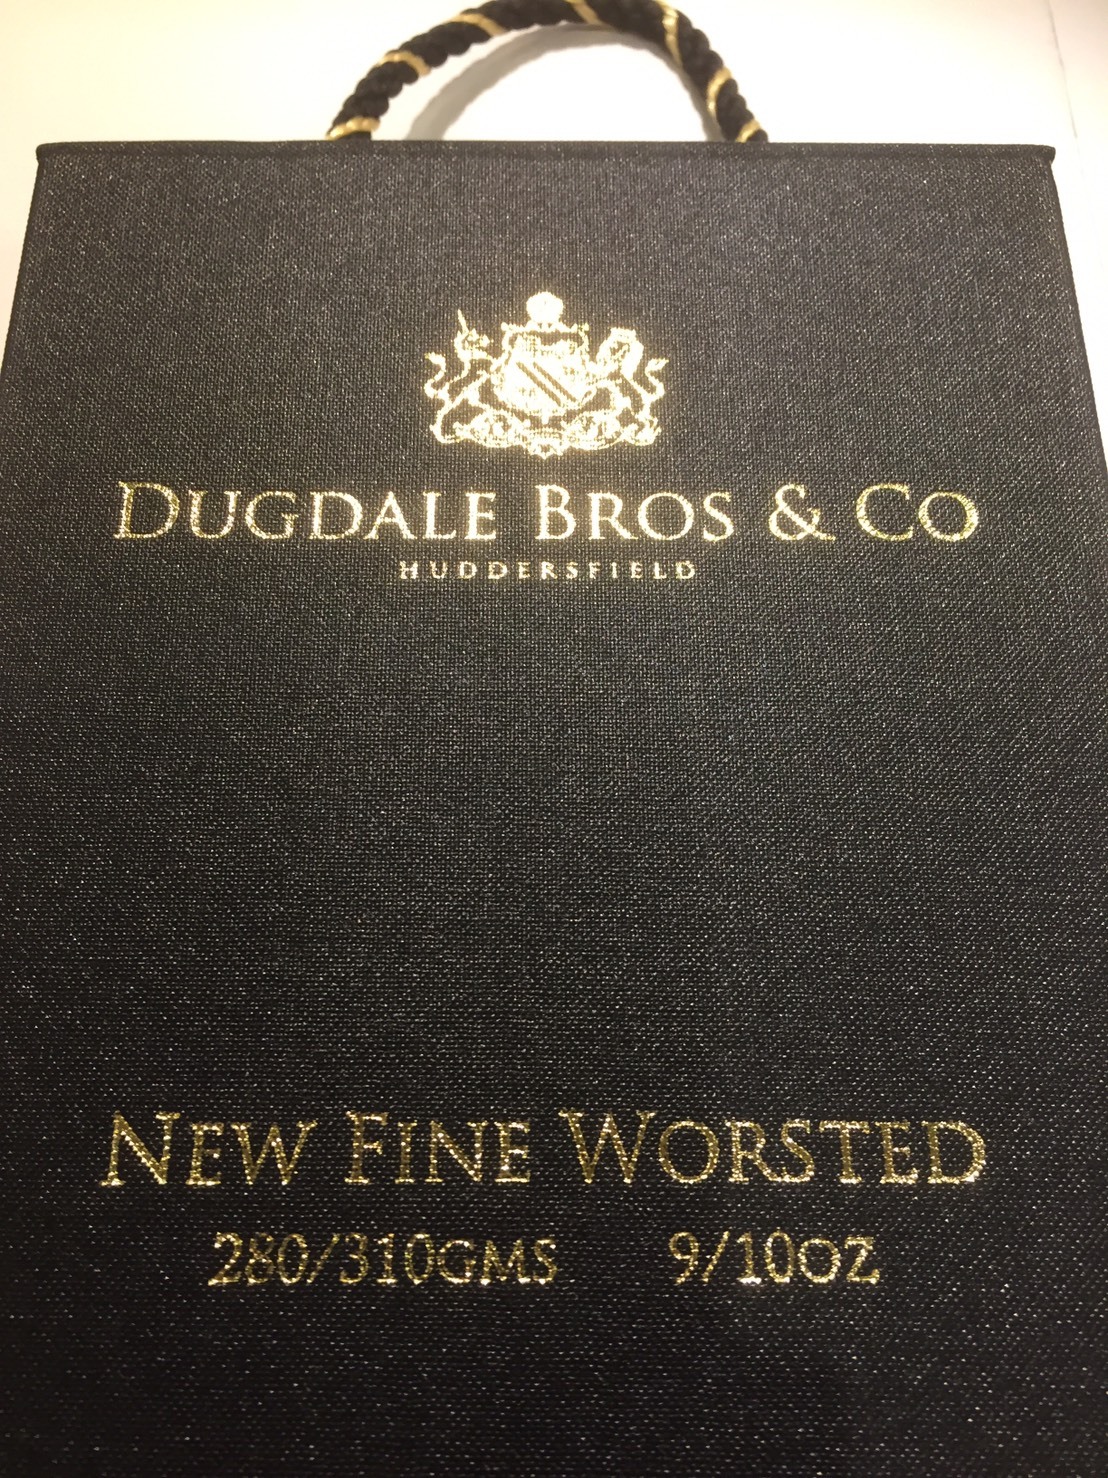 Dugdale Bros & Co
HUDDERSFIELD
New Fine Worsted
280/310GMS 9/10OZ